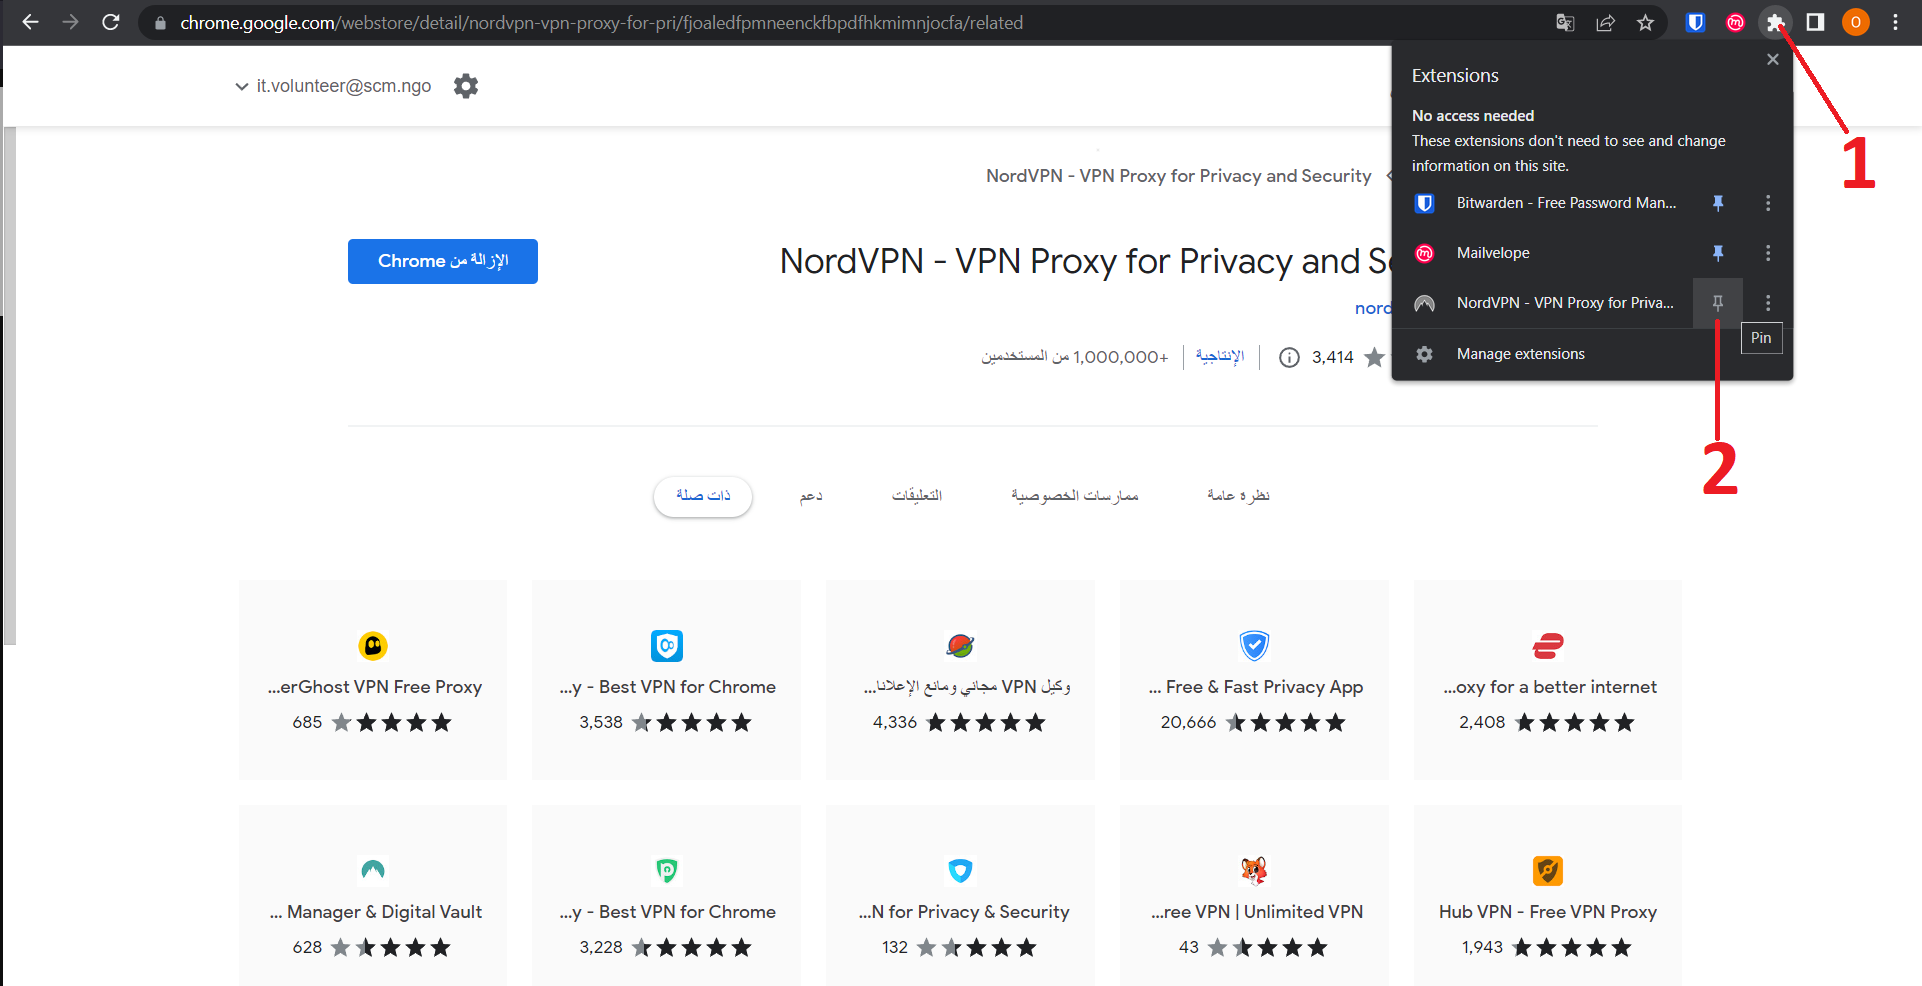 chrome.google.com/webstore/detail/nordvpn-vpn-proxy-for-pri/fjoaledfpmneenckfbpdfhkmimnjocfa/related
O
Extensions
No access needed
These extensions don't need to see and change
information on this site.
Bitwarden - Free Password Man...
Mailvelope
NordVPN - VPN Proxy for Priva...
Pin
Manage extensions
1
2
it.volunteer@scm.ngo
NordVPN - VPN Proxy for Privacy and Security
الإزالة من Chrome
NordVPN - VPN Proxy for Privacy and
nord
3,414
الإنتاجية
+1,000,000 من المستخدمين
نظرة عامة
ممارسات الخصوصية
التعليقات
دعم
ذات صلة
...erGhost VPN Free Proxy
...y - Best VPN for Chrome
وكيل VPN مجاني ومانع الإعلانا...
... Free & Fast Privacy App
...oxy for a better internet
685
3,538
4,336
20,666
2,408
... Manager & Digital Vault
...y - Best VPN for Chrome
...N for Privacy & Security
...ree VPN | Unlimited VPN
Hub VPN - Free VPN Proxy
628
3,228
132
43
1,943